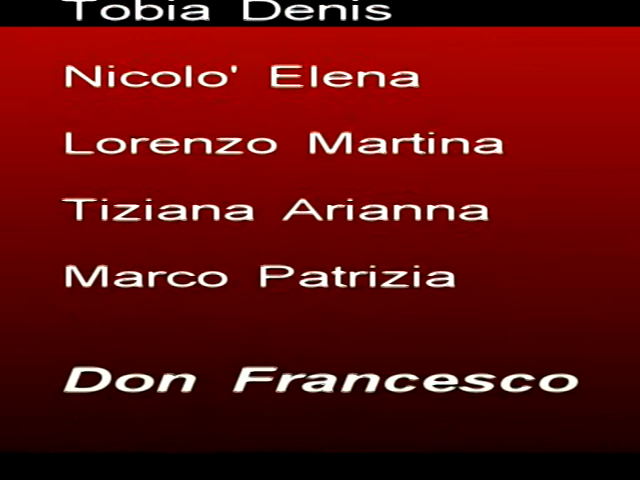 Tobia Denis
Nicolo' Elena
Lorenzo Martina
Tiziana Arianna
Marco Patrizia
Don Francesco